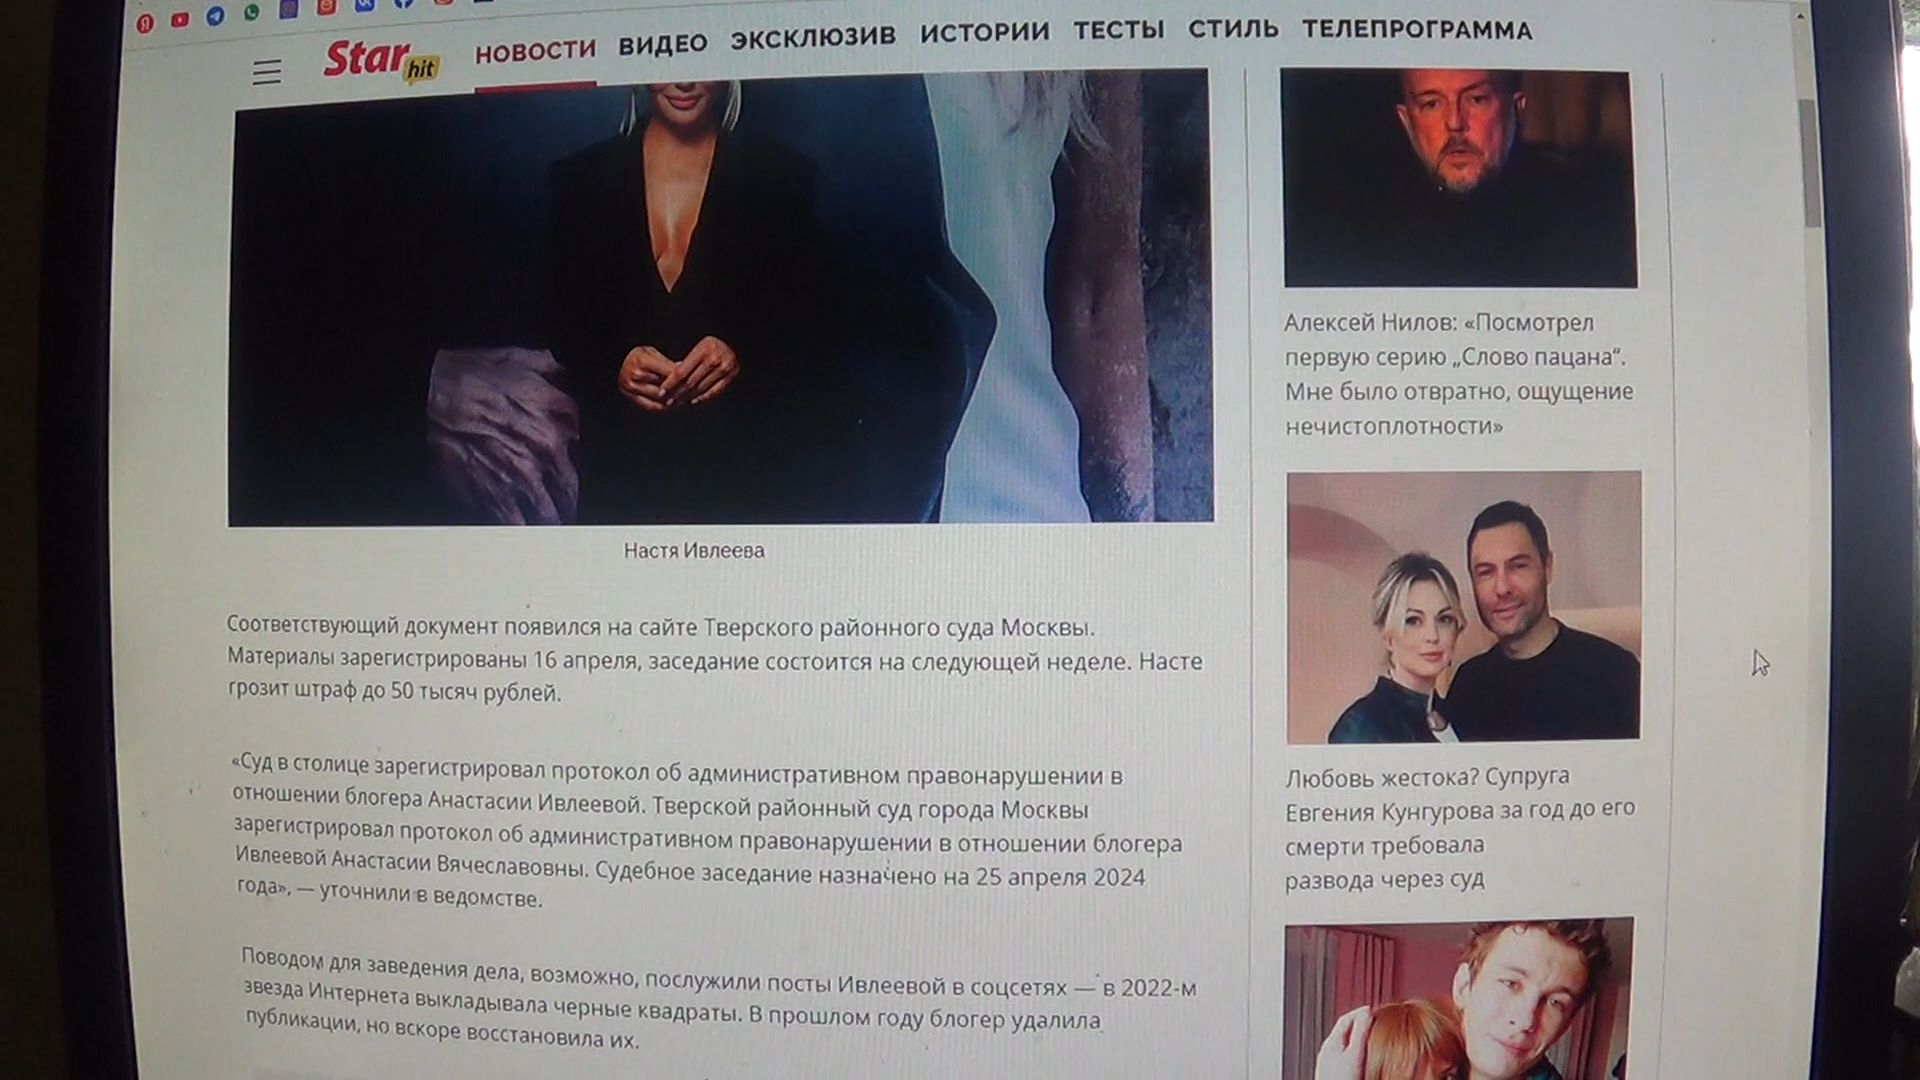 Star hit
НОВОСТИ ВИДЕО ЭКСКЛЮЗИВ ИСТОРИИ ТЕСТЫ СТИЛЬ ТЕЛЕПРОГРАММА
Настя Ивлеева
Соответствующий документ появился на сайте Тверского районного суда Москвы.
Материалы зарегистрированы 16 апреля, заседание состоится на следующей неделе. Насте
грозит штраф до 50 тысяч рублей.
«Суд в столице зарегистрировал протокол об административном правонарушении в
отношении блогера Анастасии Ивлеевой. Тверской районный суд города Москвы
зарегистрировал протокол об административном правонарушении в отношении блогера
Ивлеевой Анастасии Вячеславовны. Судебное заседание назначено на 25 апреля 2024
года», — уточнили в ведомстве.
Поводом для заведения дела, возможно, послужили посты Ивлеевой в соцсетях — в 2022-м
звезда Интернета выкладывала черные квадраты. В прошлом году блогер удалила
публикации, но вскоре восстановила их.
Алексей Нилов: «Посмотрел
первую серию „Слово пацана“.
Мне было отвратно, ощущение
нечистоплотности»
Любовь жестока? Супруга
Евгения Кунгурова за год до его
смерти требовала
развода через суд